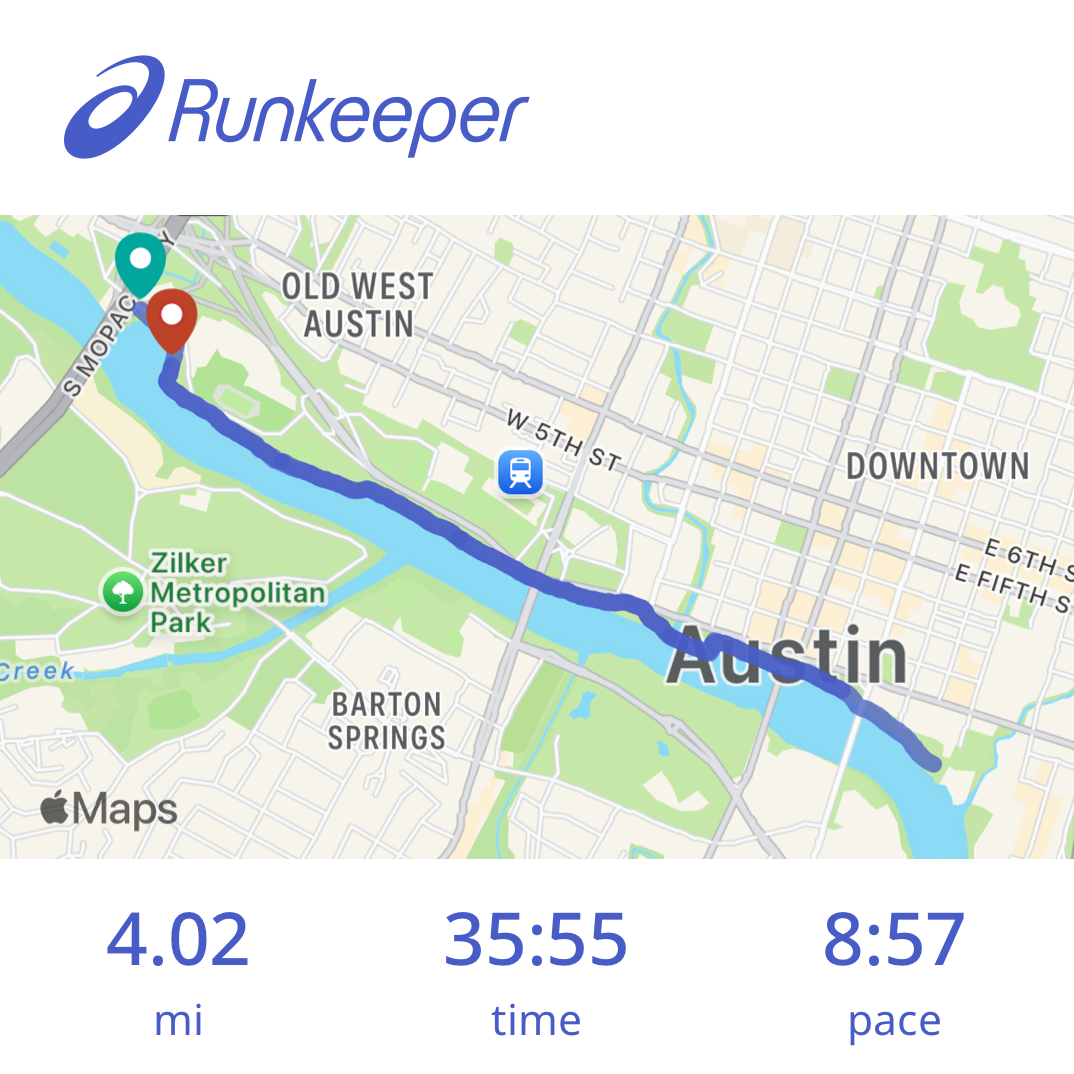 Runkeeper
Y
S MOPAC
OLD WEST
AUSTIN
W 5TH ST
DOWNTOWN
E 6TH S
E FIFTH S
Zilker
Metropolitan
Park
Creek
Austin
BARTON
SPRINGS
Maps
4.02
35:55
8:57
mi
time
pace